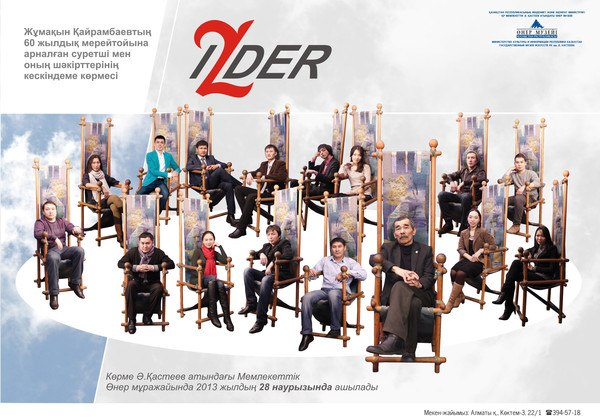 Жұмақын Қайрамбаевтың
60 жылдық мерейтойына
арналған суретші мен
оның шәкірттерінің
кескіндеме көрмесі
12DER
ӨНЕР МУЗЕЙІ
Көрме Ә.Қастеев атындағы Мемлекеттік
Өнер мұражайында 2013 жылдың 28 наурызында ашылады
Мекен-жайымыз: Алматы қ., Көктем-3, 22/1 ☎394-57-18